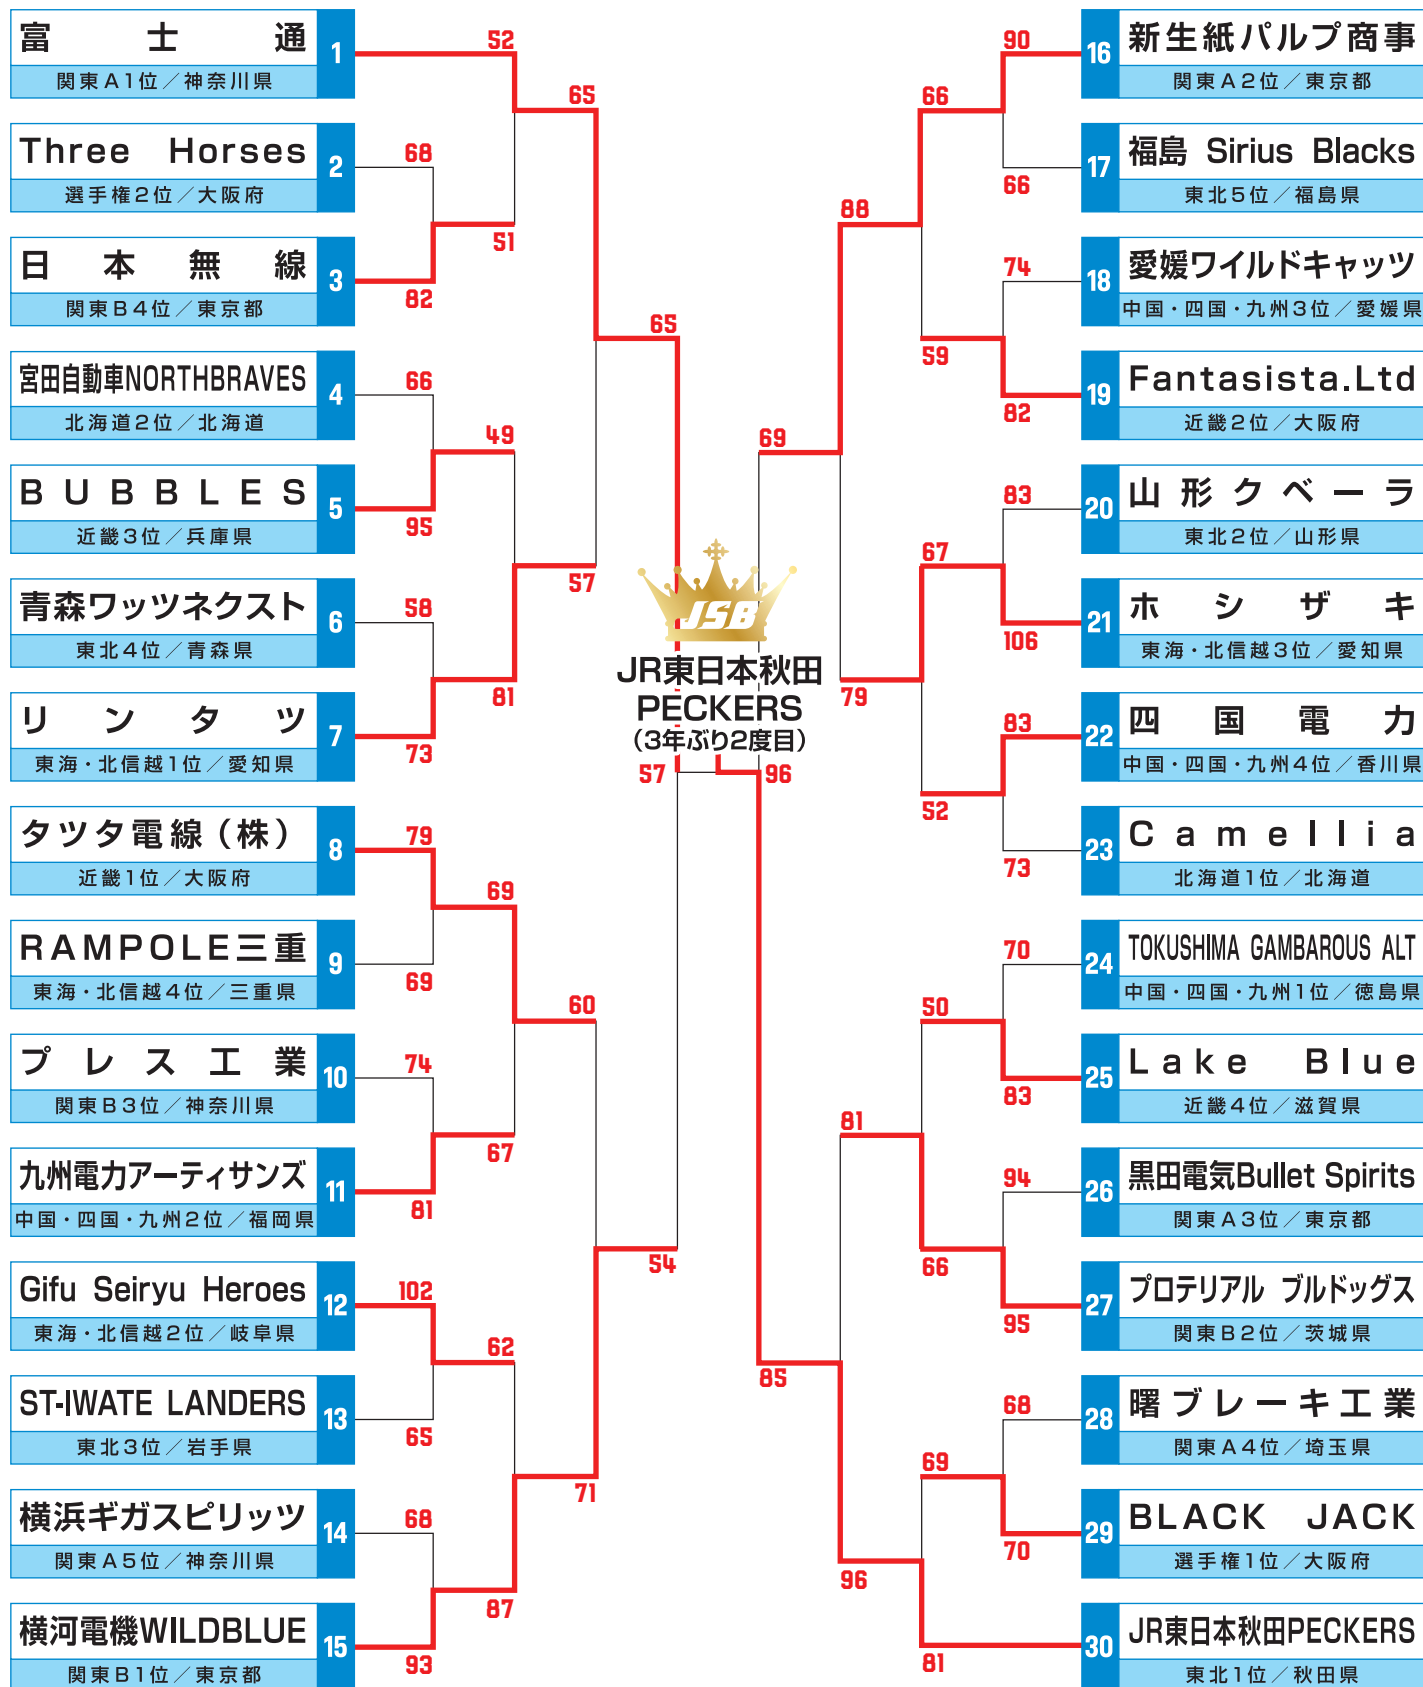 富士通
1
関東A1位／神奈川県
Three Horses
2
選手権2位／大阪府
日本無線
3
関東B4位／東京都
宮田自動車NORTHBRAVES
4
北海道2位／北海道
BUBBLES
5
近畿3位／兵庫県
青森ワッツネクスト
6
東北4位／青森県
リンタツ
7
東海・北信越1位／愛知県
タツタ電線（株）
8
近畿1位／大阪府
RAMPOLE三重
9
東海・北信越4位／三重県
プレス工業
10
関東B3位／神奈川県
九州電力アーティサンズ
11
中国・四国・九州2位／福岡県
Gifu Seiryu Heroes
12
東海・北信越2位／岐阜県
ST-IWATE LANDERS
13
東北3位／岩手県
横浜ギガスピリッツ
14
関東A5位／神奈川県
横河電機WILDBLUE
15
関東B1位／東京都
52
68
82
51
65
66
95
49
58
73
81
57
65
79
69
69
74
81
67
60
102
65
62
68
93
87
71
54
57
JSB
JR東日本秋田
PECKERS
（3年ぶり2度目）
96
69
88
66
90
66
74
82
59
83
106
67
83
73
52
79
70
83
50
94
95
66
81
85
68
70
69
81
96
16
新生紙パルプ商事
関東A2位／東京都
17
福島 Sirius Blacks
東北5位／福島県
18
愛媛ワイルドキャッツ
中国・四国・九州3位／愛媛県
19
Fantasista.Ltd
近畿2位／大阪府
20
山形クベーラ
東北2位／山形県
21
ホシザキ
東海・北信越3位／愛知県
22
四国電力
中国・四国・九州4位／香川県
23
Camellia
北海道1位／北海道
24
TOKUSHIMA GAMBAROUS ALT
中国・四国・九州1位／徳島県
25
Lake Blue
近畿4位／滋賀県
26
黒田電気Bullet Spirits
関東A3位／東京都
27
プロテリアル ブルドッグス
関東B2位／茨城県
28
曙ブレーキ工業
関東A4位／埼玉県
29
BLACK JACK
選手権1位／大阪府
30
JR東日本秋田PECKERS
東北1位／秋田県